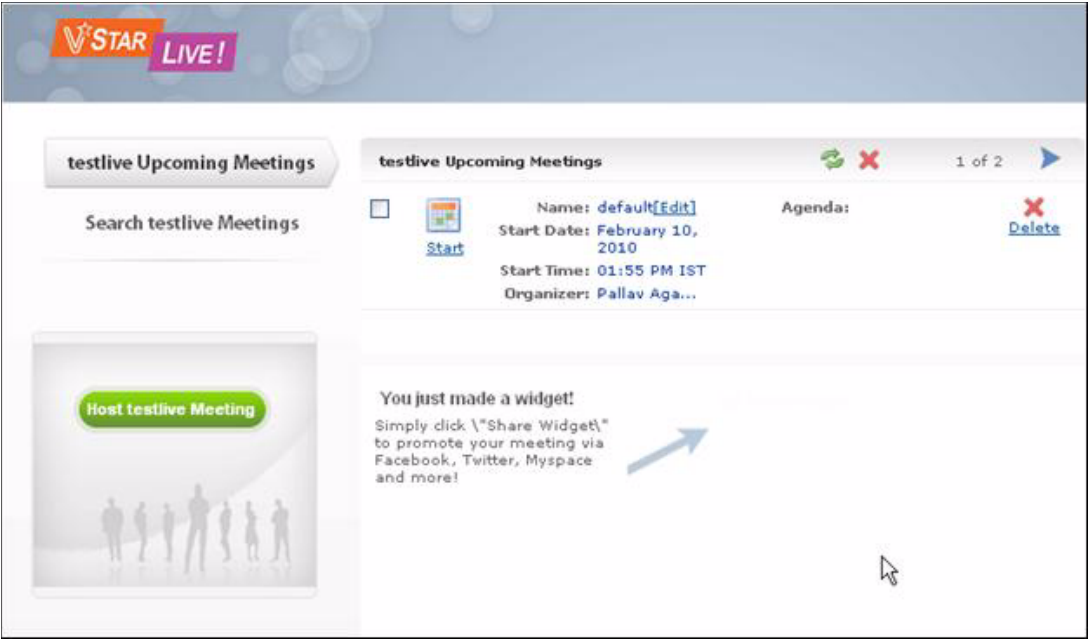 VSTAR
LIVE!
testlive Upcoming Meetings
Search testlive Meetings
Host testlive Meeting
testlive Upcoming Meetings
1 of 2
Start
Name: default[Edit]
Start Date: February 10,
2010
Start Time: 01:55 PM IST
Organizer: Pallav Aga...
Agenda:
Delete
You just made a widget!
Simply click \"Share Widget\"
to promote your meeting via
Facebook, Twitter, Myspace
and more!